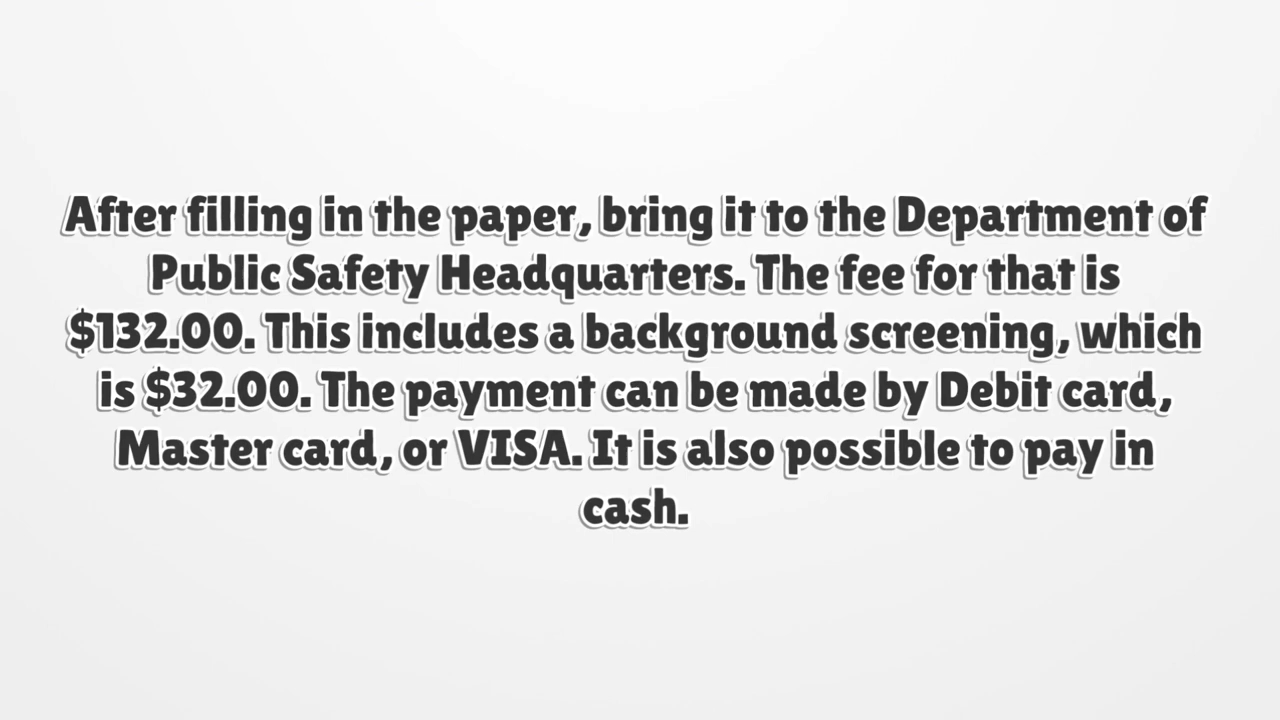 After filling in the paper, bring it to the Department of
Public Safety Headquarters. The fee for that is
$132.00. This includes a background screening, which
is $32.00. The payment can be made by Debit card,
Master card, or VISA. It is also possible to pay in
cash.